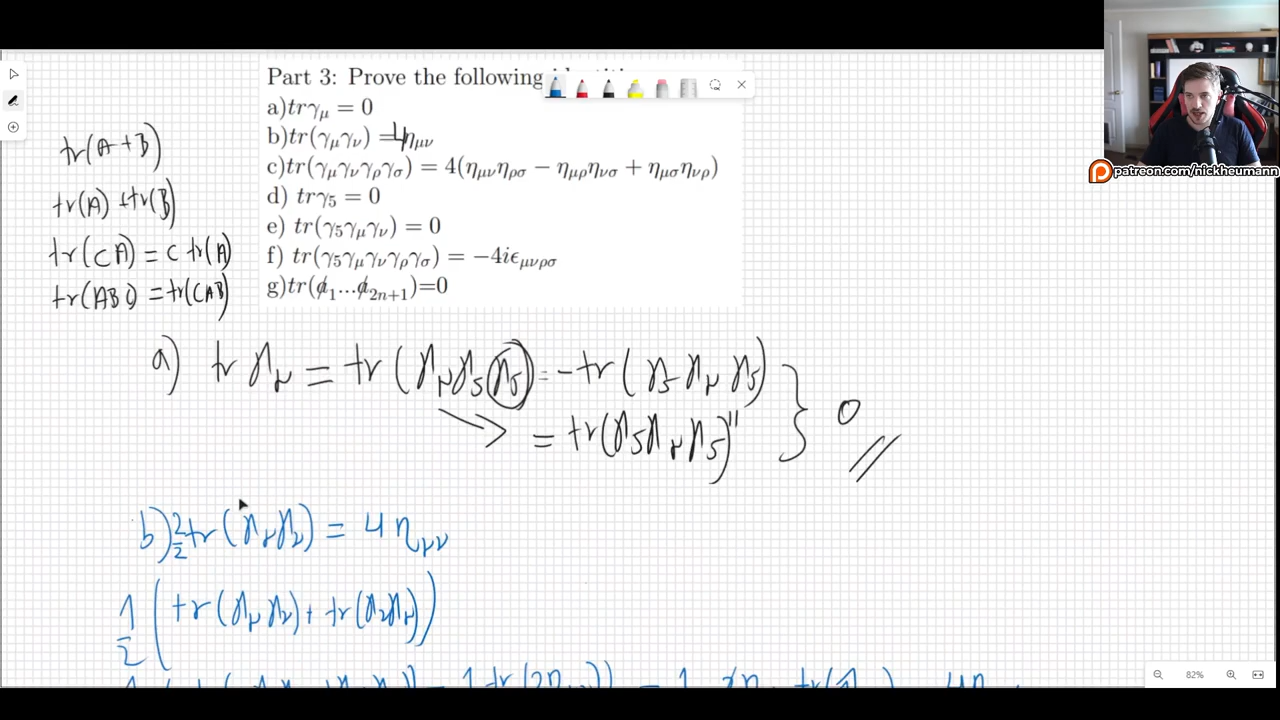 Part 3: Prove the following
a)trγ_μ = 0
b)tr(γ_μγ_ν) = 4η_μν
c)tr(γ_μγ_νγ_ργ_σ) = 4(η_μνη_ρσ − η_μρη_νσ + η_μση_νρ)
d) trγ_5 = 0
e) tr(γ_5γ_μγ_ν) = 0
f) tr(γ_5γ_μγ_νγ_ργ_σ) = −4iϵ_μνρσ
g)tr(a̸_1...a̸_2n+1)=0
tr(A+B)
tr(A)+tr(B)
tr(cA)=c tr(A)
tr(ABC)=tr(CAB)
patreon.com/nickheumann
a) tr γ_μ = tr(γ_μγ_5γ_5) = -tr(γ_5γ_μγ_5) } 0
= tr(γ_5γ_μγ_5)
b) 2/2 tr(γ_μγ_ν) = 4η_μν
1/2 (tr(γ_μγ_ν)+tr(γ_νγ_μ))
82%